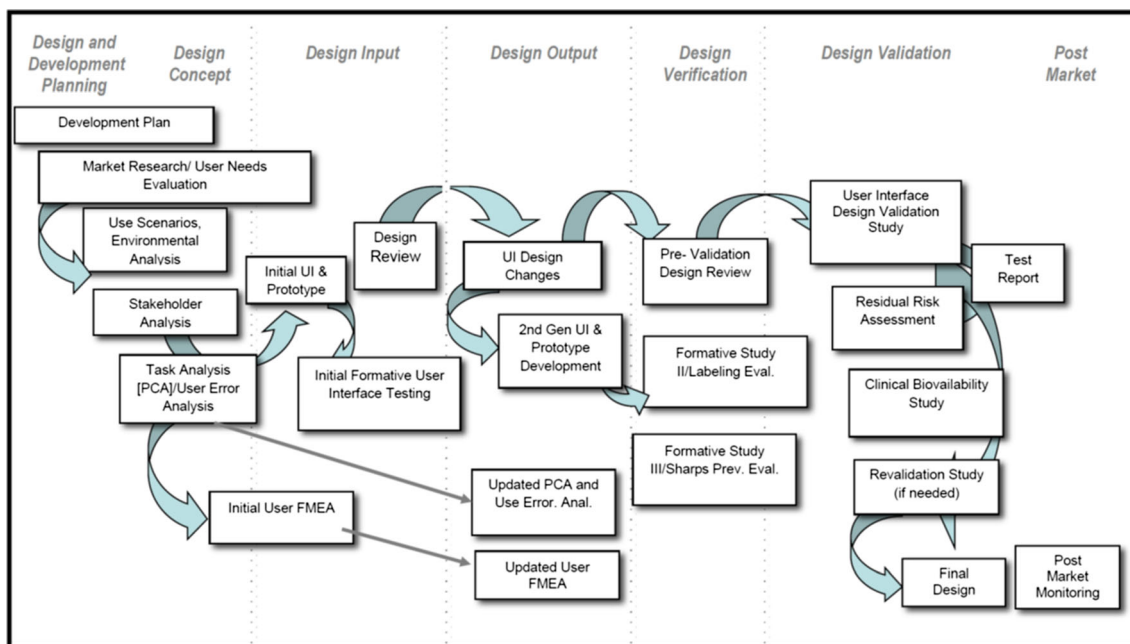 Design and
Development
Planning
Design
Concept
Design Input
Design Output
Design
Verification
Design Validation
Post
Market
Development Plan
Market Research/ User Needs
Evaluation
Use Scenarios,
Environmental
Analysis
Stakeholder
Analysis
Task Analysis
[PCA]/User Error
Analysis
Initial User FMEA
Initial UI &
Prototype
Initial Formative User
Interface Testing
Design
Review
UI Design
Changes
2nd Gen UI &
Prototype
Development
Updated PCA and
Use Error. Anal.
Updated User
FMEA
Pre- Validation
Design Review
Formative Study
II/Labeling Eval.
Formative Study
III/Sharps Prev. Eval.
User Interface
Design Validation
Study
Test
Report
Residual Risk
Assessment
Clinical Biovailability
Study
Revalidation Study
(if needed)
Final
Design
Post
Market
Monitoring